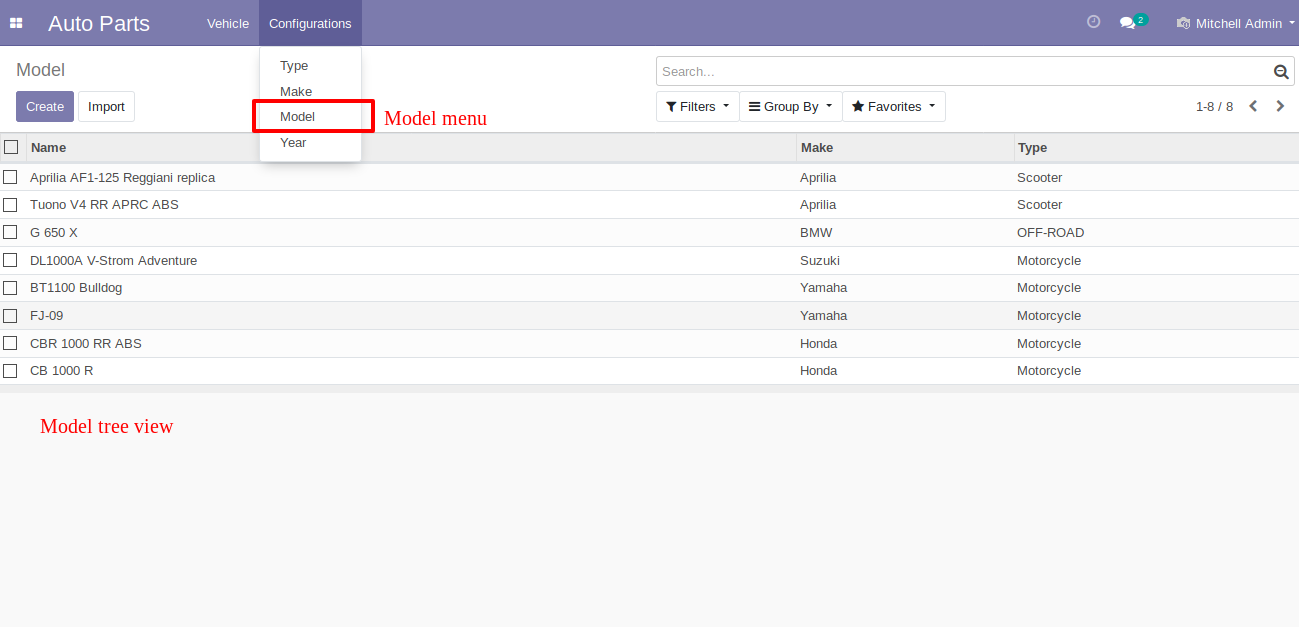 Auto Parts Vehicle Configurations 2 Mitchell Admin
Model
Search...
Create Import
Filters Group By Favorites 1-8 / 8
Type
Make
Model
Year
Model menu
Name Make Type
Aprilia AF1-125 Reggiani replica Aprilia Scooter
Tuono V4 RR APRC ABS Aprilia Scooter
G 650 X BMW OFF-ROAD
DL1000A V-Strom Adventure Suzuki Motorcycle
BT1100 Bulldog Yamaha Motorcycle
FJ-09 Yamaha Motorcycle
CBR 1000 RR ABS Honda Motorcycle
CB 1000 R Honda Motorcycle
Model tree view